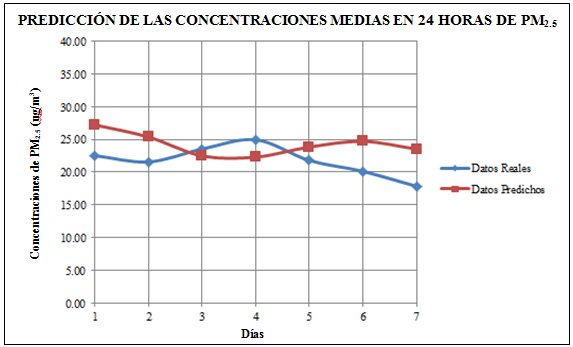 PREDICCIÓN DE LAS CONCENTRACIONES MEDIAS EN 24 HORAS DE PM2.5
Concentraciones de PM2.5 (ug/m³)
40.00
35.00
30.00
25.00
20.00
15.00
10.00
5.00
0.00
1 2 3 4 5 6 7
Días
Datos Reales
Datos Predichos